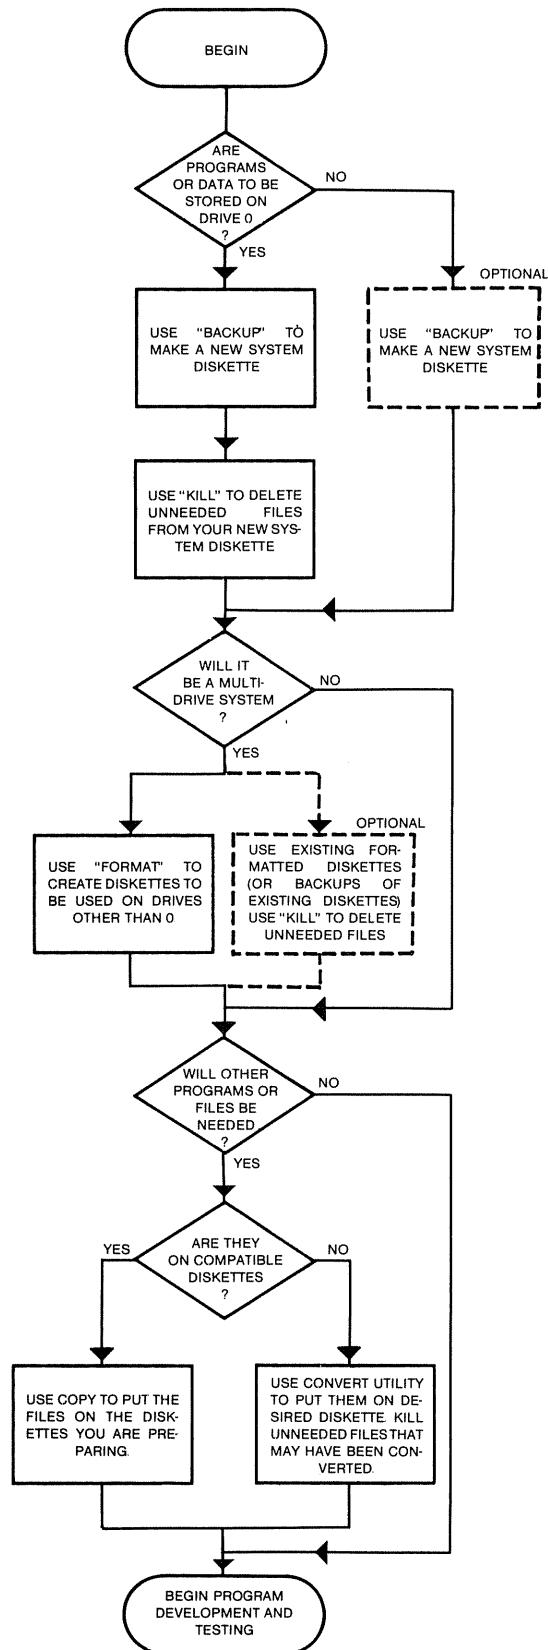 BEGIN
ARE
PROGRAMS
OR DATA TO BE
STORED ON
DRIVE 0
?
NO
YES
OPTIONAL
USE "BACKUP" TO
MAKE A NEW SYSTEM
DISKETTE
USE "BACKUP" TO
MAKE A NEW SYSTEM
DISKETTE
USE "KILL" TO DELETE
UNNEEDED FILES
FROM YOUR NEW SYS-
TEM DISKETTE
WILL IT
BE A MULTI-
DRIVE SYSTEM
?
NO
YES
OPTIONAL
USE "FORMAT" TO
CREATE DISKETTES TO
BE USED ON DRIVES
OTHER THAN 0
USE EXISTING FOR-
MATTED DISKETTES
(OR BACKUPS OF
EXISTING DISKETTES)
USE "KILL" TO DELETE
UNNEEDED FILES
WILL OTHER
PROGRAMS OR
FILES BE
NEEDED
?
NO
YES
ARE THEY
ON COMPATIBLE
DISKETTES
?
YES
NO
USE COPY TO PUT THE
FILES ON THE DISK-
ETTES YOU ARE PRE-
PARING.
USE CONVERT UTILITY
TO PUT THEM ON DE-
SIRED DISKETTE. KILL
UNNEEDED FILES THAT
MAY HAVE BEEN CON-
VERTED.
BEGIN PROGRAM
DEVELOPMENT AND
TESTING